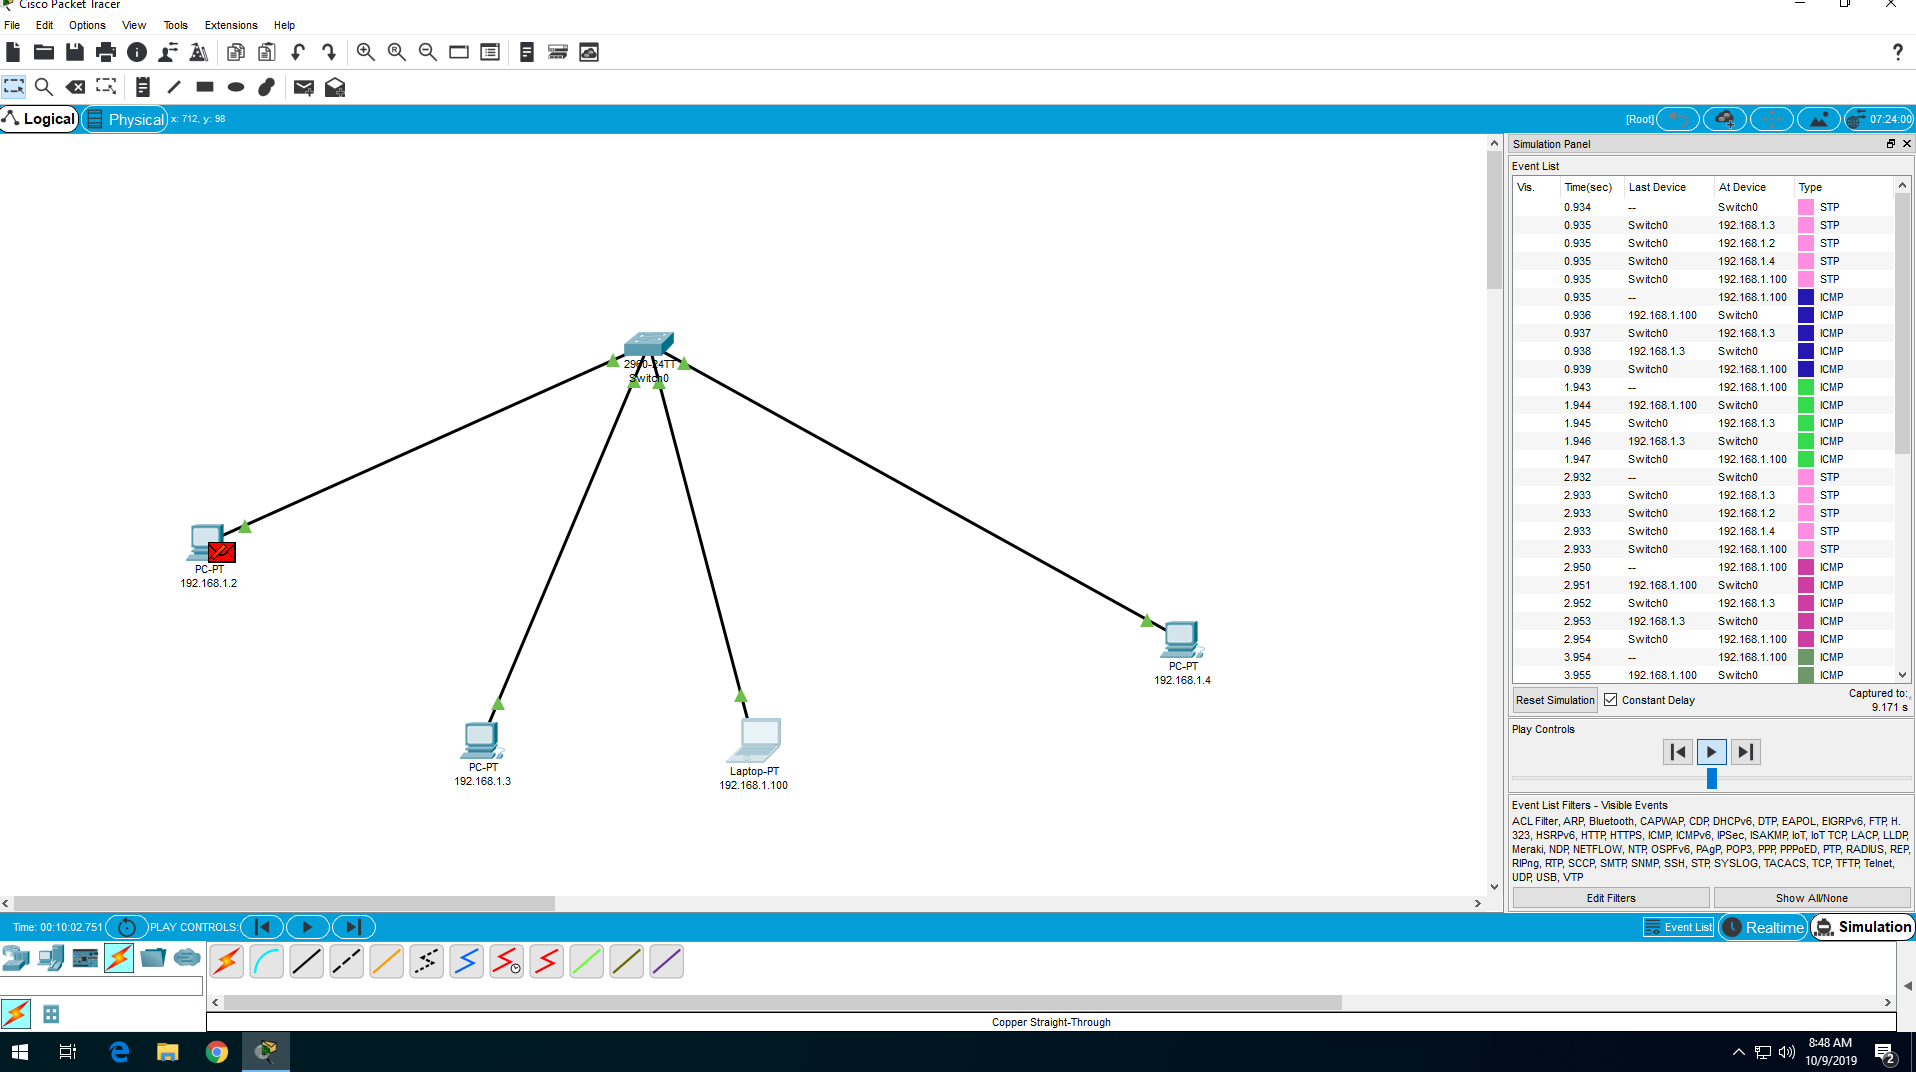 Cisco Packet Tracer
File Edit Options View Tools Extensions Help
?
Logical Physical x: 712, y: 98 [Root] 07:24:00
Simulation Panel
Event List
Vis. Time(sec) Last Device At Device Type
0.934 -- Switch0 STP
0.935 Switch0 192.168.1.3 STP
0.935 Switch0 192.168.1.2 STP
0.935 Switch0 192.168.1.4 STP
0.935 Switch0 192.168.1.100 STP
0.935 -- 192.168.1.100 ICMP
0.936 192.168.1.100 Switch0 ICMP
0.937 Switch0 192.168.1.3 ICMP
0.938 192.168.1.3 Switch0 ICMP
0.939 Switch0 192.168.1.100 ICMP
1.943 -- 192.168.1.100 ICMP
1.944 192.168.1.100 Switch0 ICMP
1.945 Switch0 192.168.1.3 ICMP
1.946 192.168.1.3 Switch0 ICMP
1.947 Switch0 192.168.1.100 ICMP
2.932 -- Switch0 STP
2.933 Switch0 192.168.1.3 STP
2.933 Switch0 192.168.1.2 STP
2.933 Switch0 192.168.1.4 STP
2.933 Switch0 192.168.1.100 STP
2.950 -- 192.168.1.100 ICMP
2.951 192.168.1.100 Switch0 ICMP
2.952 Switch0 192.168.1.3 ICMP
2.953 192.168.1.3 Switch0 ICMP
2.954 Switch0 192.168.1.100 ICMP
3.954 -- 192.168.1.100 ICMP
3.955 192.168.1.100 Switch0 ICMP
Reset Simulation Constant Delay Captured to:
9.171 s
Play Controls
Event List Filters - Visible Events
ACL Filter, ARP, Bluetooth, CAPWAP, CDP, DHCPv6, DTP, EAPOL, EIGRPv6, FTP, H.
323, HSRPv6, HTTP, HTTPS, ICMP, ICMPv6, IPSec, ISAKMP, IoT, IoT TCP, LACP, LLDP,
Meraki, NDP, NETFLOW, NTP, OSPFv6, PAgP, POP3, PPP, PPPoED, PTP, RADIUS, REP,
RIPng, RTP, SCCP, SMTP, SNMP, SSH, STP, SYSLOG, TACACS, TCP, TFTP, Telnet,
UDP, USB, VTP
Edit Filters Show All/None
2960-24TT
Switch0
PC-PT
192.168.1.2
PC-PT
192.168.1.3
Laptop-PT
192.168.1.100
PC-PT
192.168.1.4
Time: 00:10:02.751 PLAY CONTROLS: Event List Realtime Simulation
Copper Straight-Through
8:48 AM
10/9/2019
2